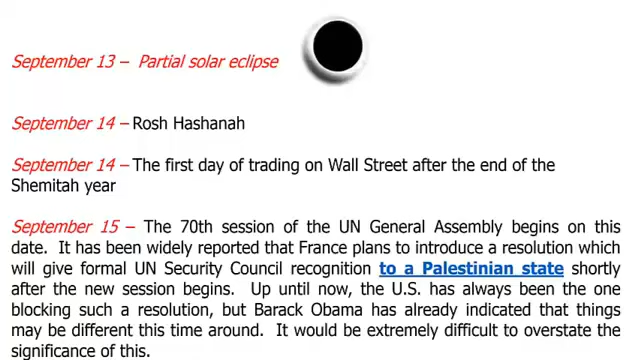 September 13 – Partial solar eclipse
September 14 – Rosh Hashanah
September 14 – The first day of trading on Wall Street after the end of the
Shemitah year
September 15 – The 70th session of the UN General Assembly begins on this
date. It has been widely reported that France plans to introduce a resolution which
will give formal UN Security Council recognition to a Palestinian state shortly
after the new session begins. Up until now, the U.S. has always been the one
blocking such a resolution, but Barack Obama has already indicated that things
may be different this time around. It would be extremely difficult to overstate the
significance of this.